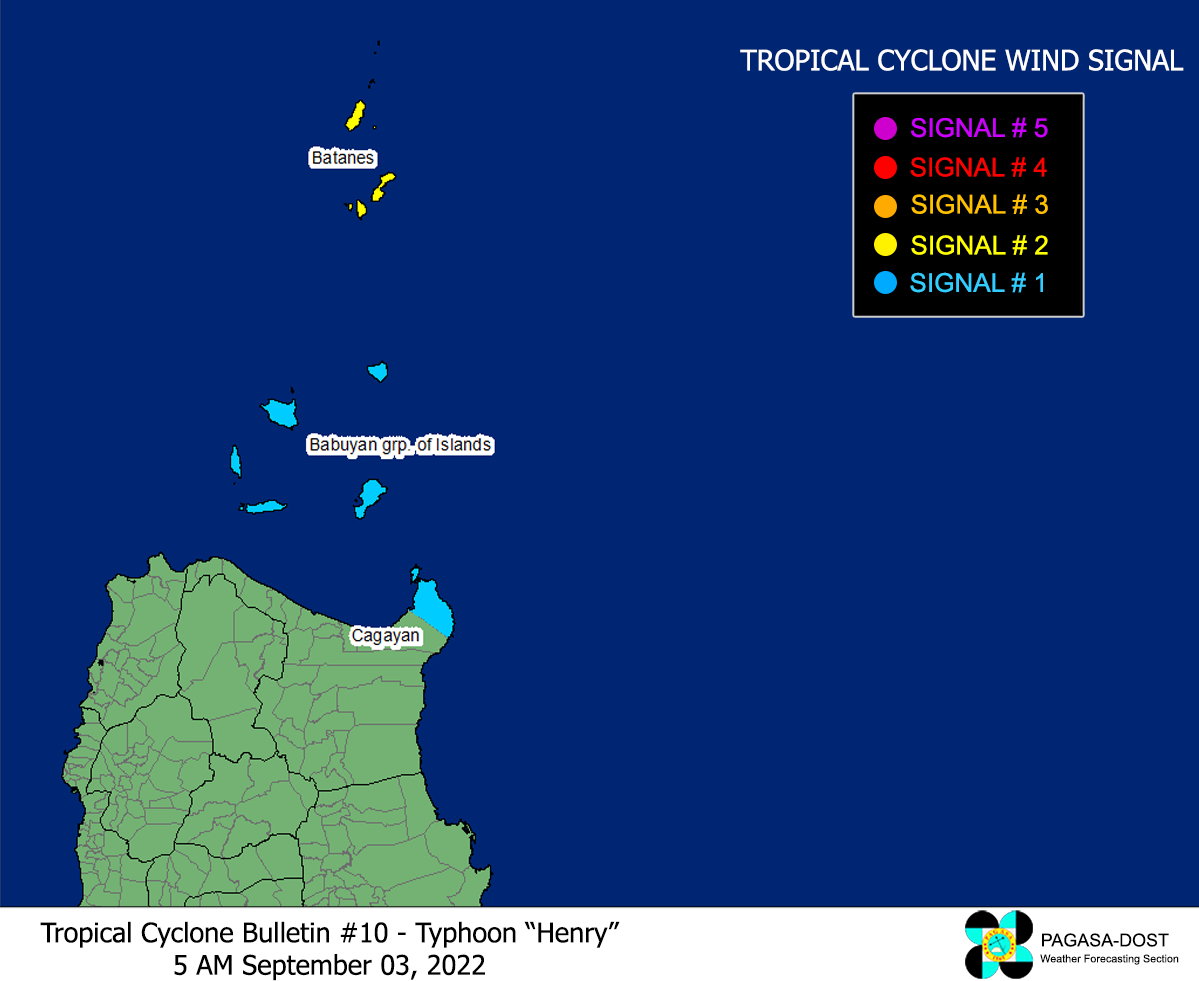 TROPICAL CYCLONE WIND SIGNAL
SIGNAL # 5
SIGNAL # 4
SIGNAL # 3
SIGNAL # 2
SIGNAL # 1
Batanes
Babuyan grp. of Islands
Cagayan
Tropical Cyclone Bulletin #10 - Typhoon “Henry”
5 AM September 03, 2022
PAGASA-DOST
Weather Forecasting Section